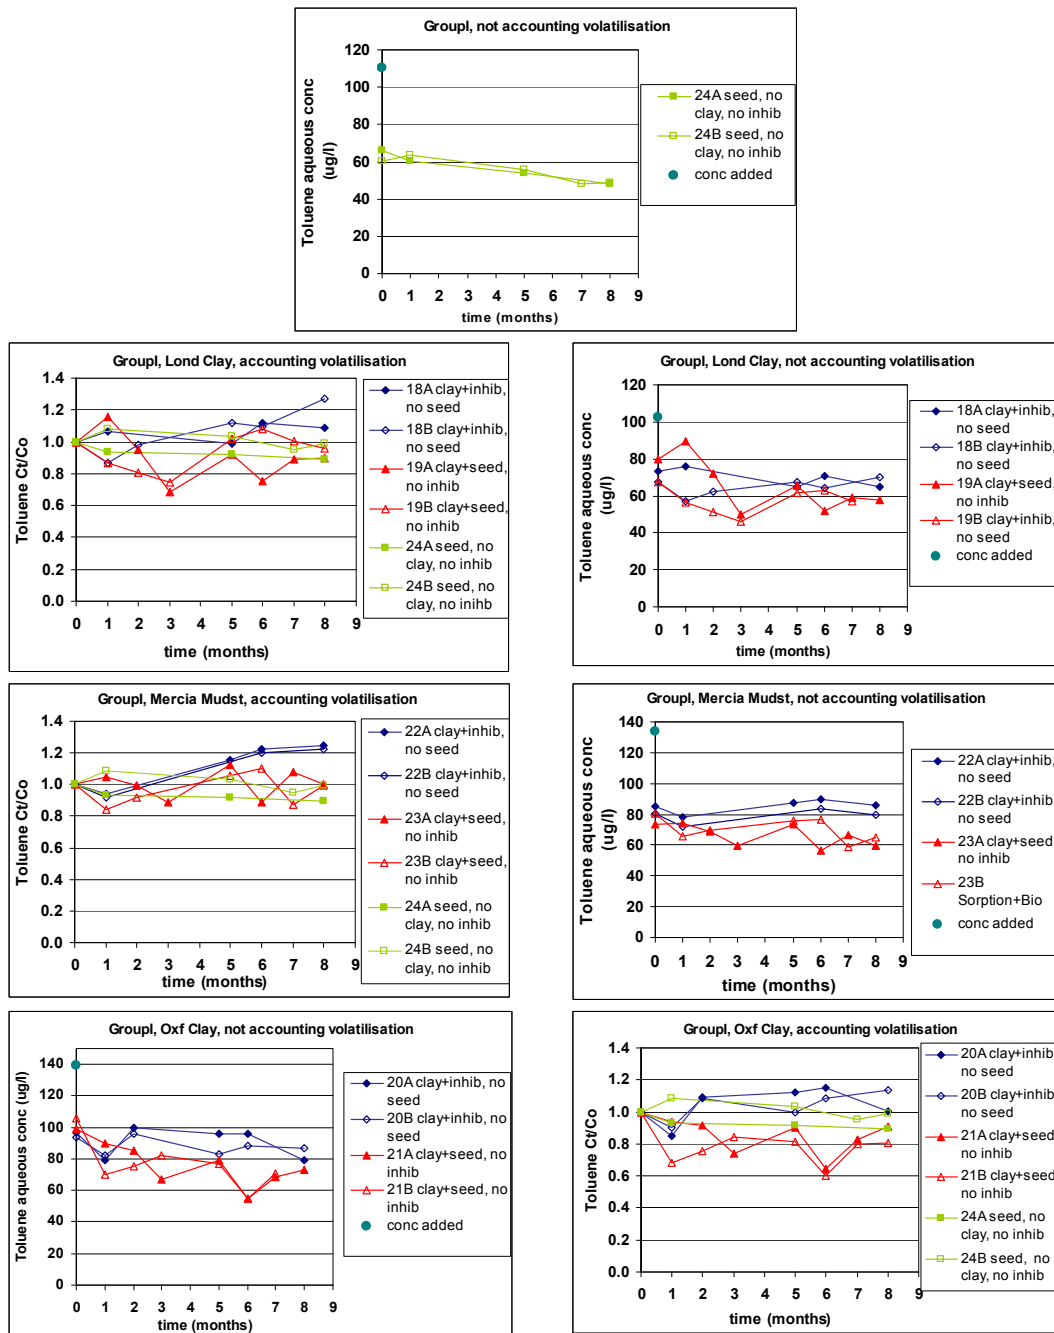 GroupI, not accounting volatilisation
Toluene aqueous conc
(ug/l)
120
100
80
60
40
20
0
0 1 2 3 4 5 6 7 8 9
time (months)
24A seed, no
clay, no inhib
24B seed, no
clay, no inhib
conc added
GroupI, Lond Clay, accounting volatilisation
Toluene Ct/Co
1.4
1.2
1.0
0.8
0.6
0.4
0.2
0.0
0 1 2 3 4 5 6 7 8 9
time (months)
18A clay+inhib,
no seed
18B clay+inhib,
no seed
19A clay+seed,
no inhib
19B clay+seed,
no inhib
24A seed, no
clay, no inhib
24B seed, no
clay, no inihb
GroupI, Lond Clay, not accounting volatilisation
Toluene aqueous conc
(ug/l)
120
100
80
60
40
20
0
0 1 2 3 4 5 6 7 8 9
time (months)
18A clay+inhib,
no seed
18B clay+inhib,
no seed
19A clay+seed,
no inhib
19B clay+inhib,
no seed
conc added
GroupI, Mercia Mudst, accounting volatilisation
Toluene Ct/Co
1.4
1.2
1.0
0.8
0.6
0.4
0.2
0.0
0 1 2 3 4 5 6 7 8 9
time (months)
22A clay+inhib,
no seed
22B clay+inhib,
no seed
23A clay+seed,
no inhib
23B clay+seed,
no inhib
24A seed, no
clay, no inhib
24B seed, no
clay, no inhib
GroupI, Mercia Mudst, not accounting volatilisation
Toluene aqueous conc
(ug/l)
140
120
100
80
60
40
20
0
0 1 2 3 4 5 6 7 8 9
time (months)
22A clay+inhib,
no seed
22B clay+inhib
no seed
23A clay+seed
no inhib
23B
Sorption+Bio
conc added
GroupI, Oxf Clay, not accounting volatilisation
Toluene aqueous conc (ug/l)
140
120
100
80
60
40
20
0
0 1 2 3 4 5 6 7 8 9
time (months)
20A clay+inhib, no
seed
20B clay+inhib, no
seed
21A clay+seed, no
inhib
21B clay+seed, no
inhib
conc added
GroupI, Oxf Clay, accounting volatilisation
Toluene Ct/Co
1.4
1.2
1.0
0.8
0.6
0.4
0.2
0.0
0 1 2 3 4 5 6 7 8 9
time (months)
20A clay+inhib,
no seed
20B clay+inhib,
no seed
21A clay+seed,
no inhib
21B clay+seed,
no inhib
24A seed, no
clay, no inhib
24B seed, no
clay, no inhib